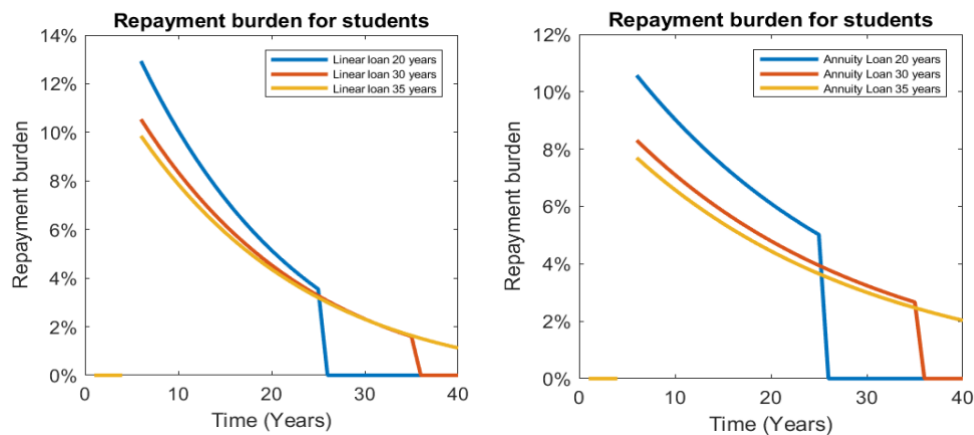 Repayment burden for students
14%
12%
10%
8%
6%
4%
2%
0%
Repayment burden
Linear loan 20 years
Linear loan 30 years
Linear loan 35 years
0
10
20
30
40
Time (Years)
Repayment burden for students
12%
10%
8%
6%
4%
2%
0%
Repayment burden
Annuity Loan 20 years
Annuity Loan 30 years
Annuity Loan 35 years
0
10
20
30
40
Time (Years)